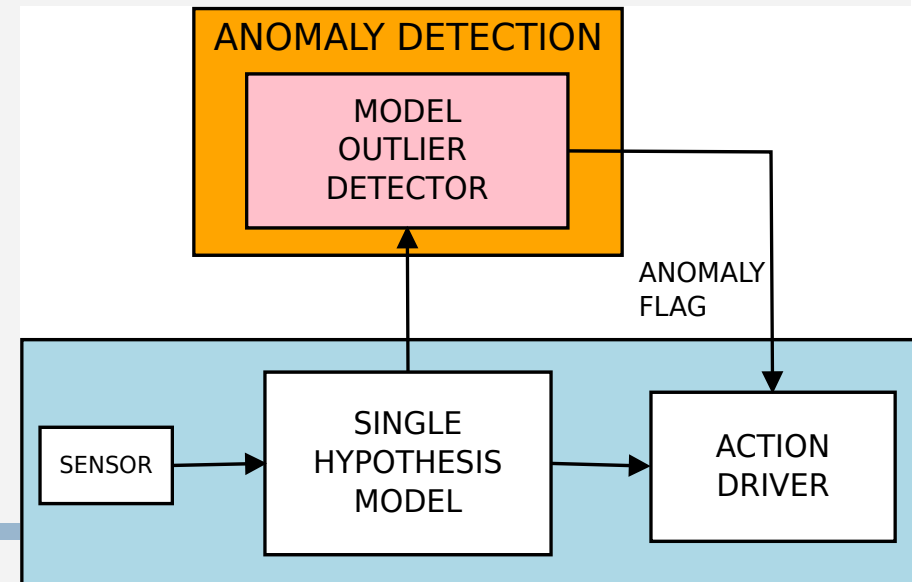 ANOMALY DETECTION
MODEL
OUTLIER
DETECTOR
ANOMALY
FLAG
SENSOR
SINGLE
HYPOTHESIS
MODEL
ACTION
DRIVER